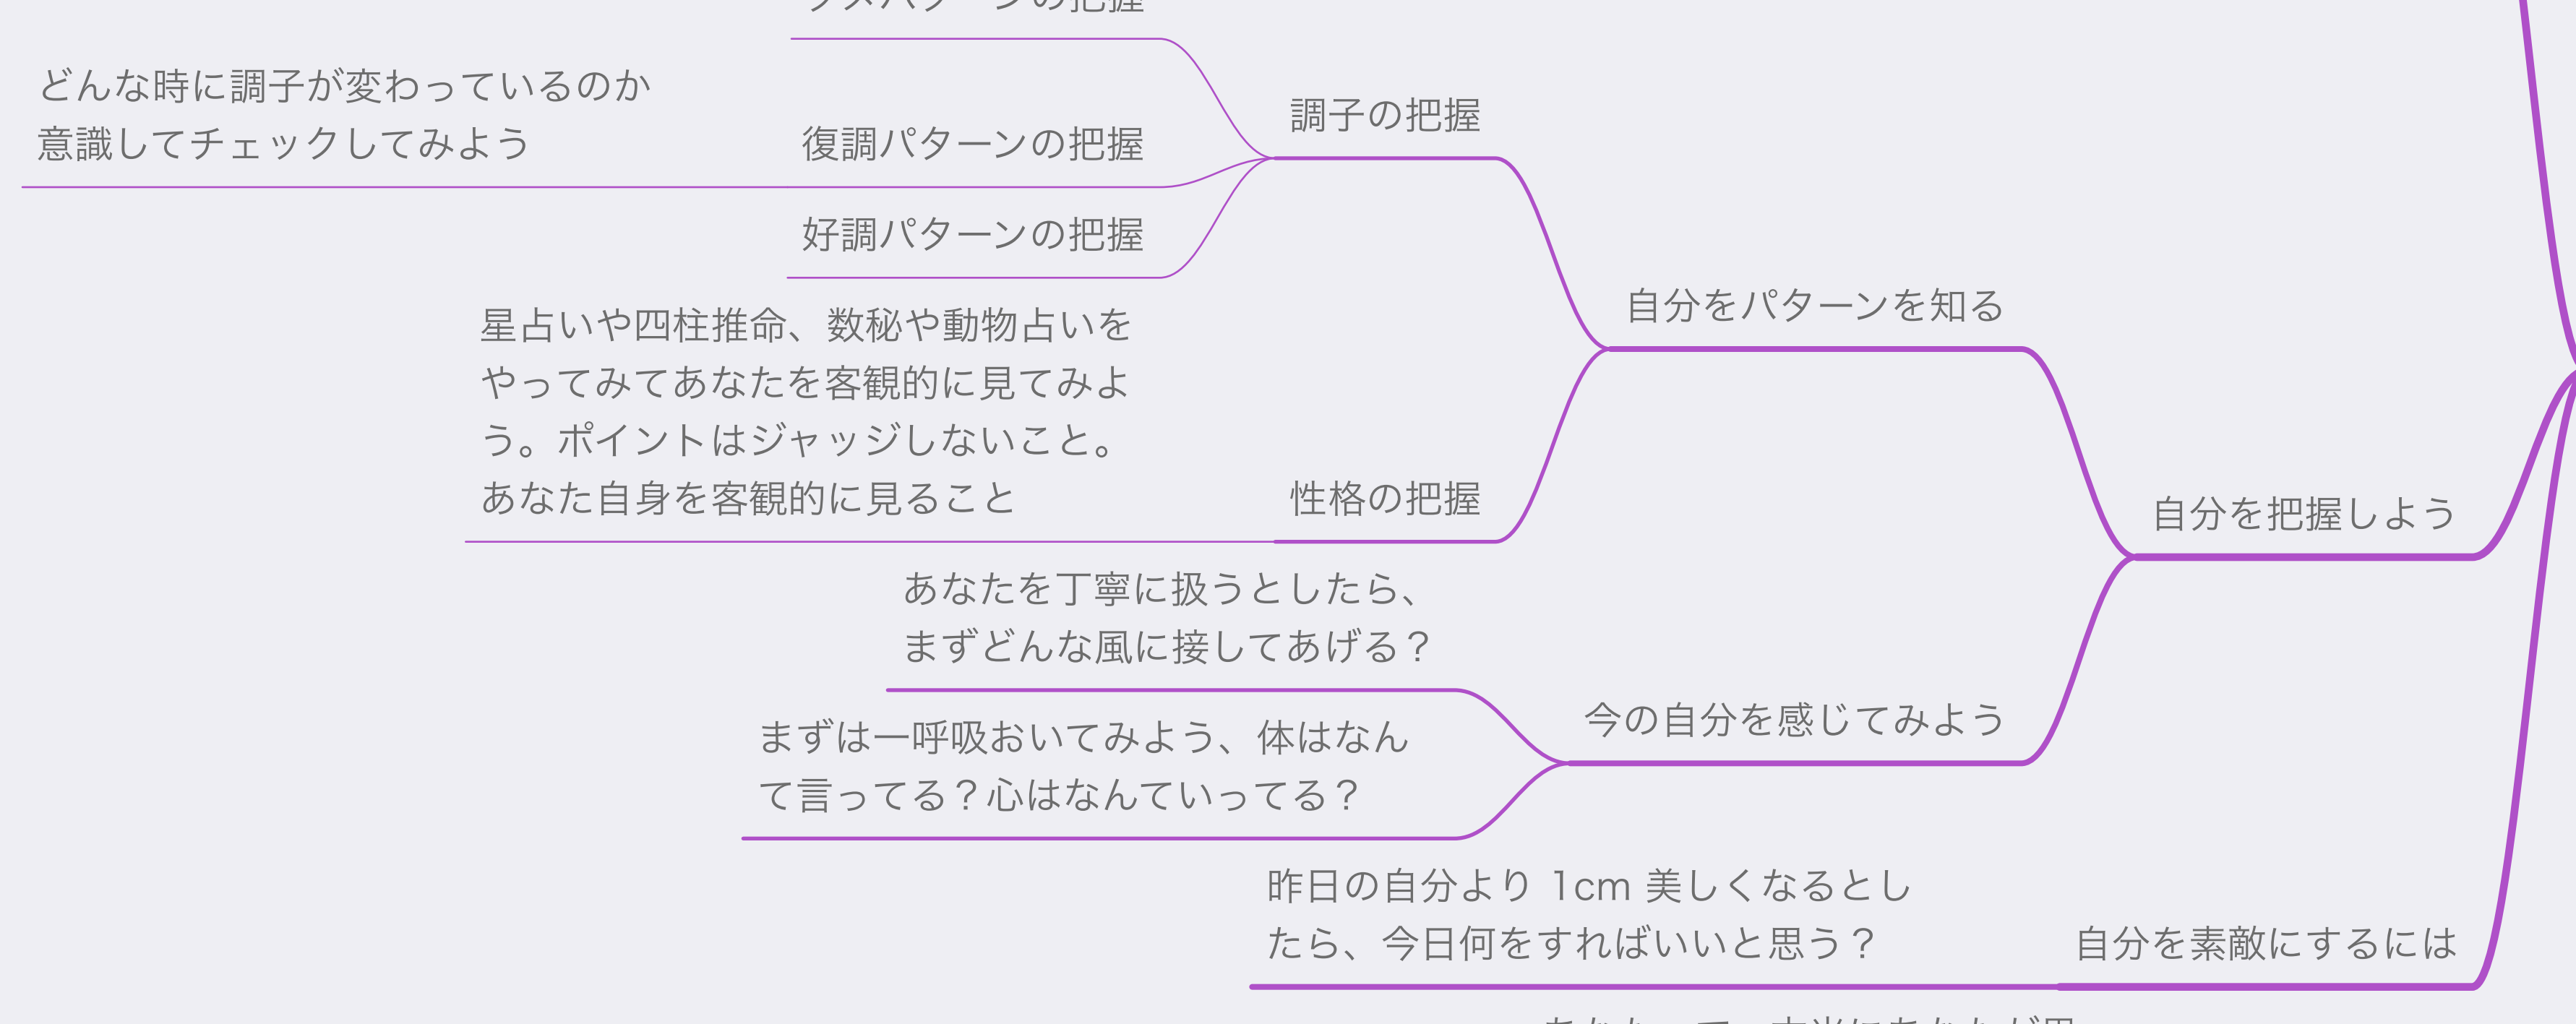 パターンの把握
どんな時に調子が変わっているのか
意識してチェックしてみよう
調子の把握
復調パターンの把握
好調パターンの把握
自分をパターンを知る
星占いや四柱推命、数秘や動物占いを
やってみてあなたを客観的に見てみよ
う。ポイントはジャッジしないこと。
あなた自身を客観的に見ること
性格の把握
自分を把握しよう
あなたを丁寧に扱うとしたら、
まずどんな風に接してあげる？
今の自分を感じてみよう
まずは一呼吸おいてみよう、体はなん
て言ってる？心はなんていってる？
昨日の自分より 1cm 美しくなるとし
たら、今日何をすればいいと思う？
自分を素敵にするには